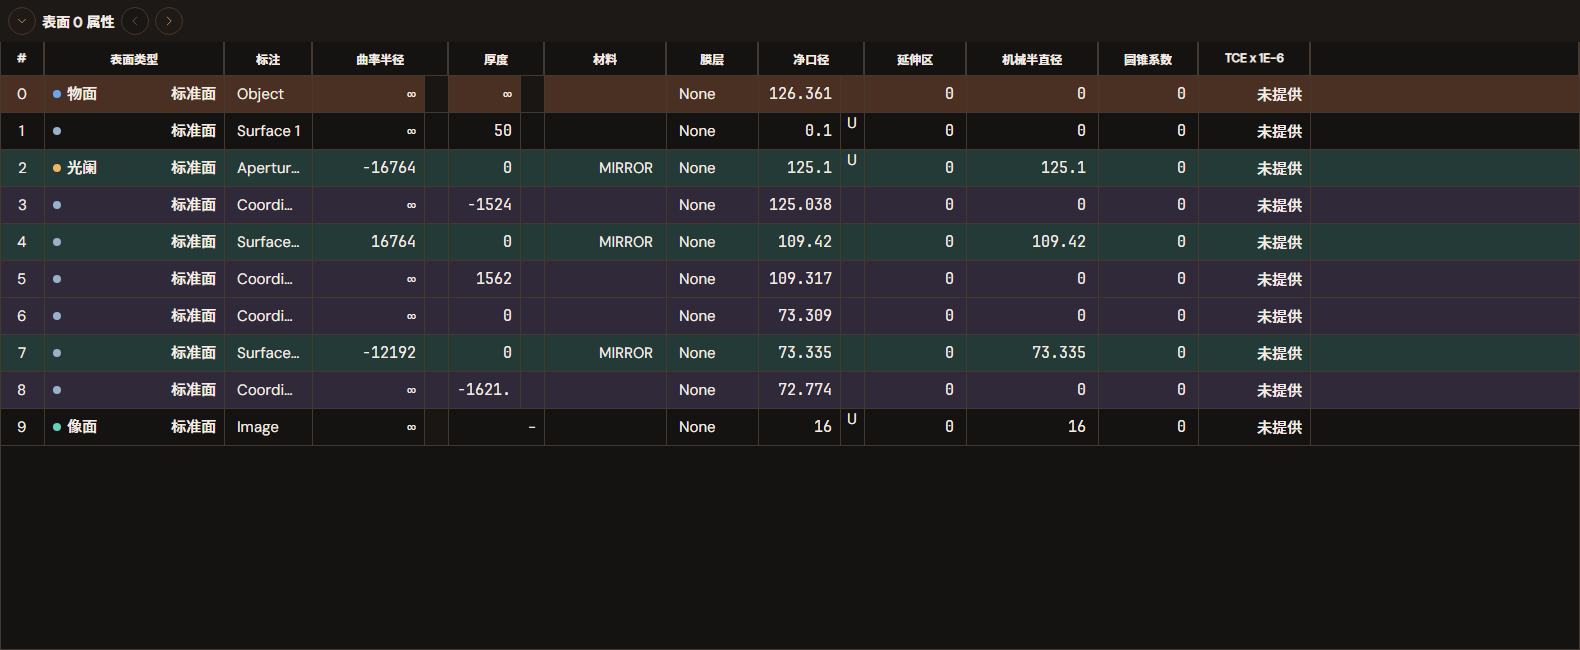 表面 0 属性
# 表面类型 标注 曲率半径 厚度 材料 膜层 净口径 延伸区 机械半直径 圆锥系数 TCE x 1E-6
0 物面 标准面 Object ∞ ∞ None 126.361 0 0 0 未提供
1 标准面 Surface 1 ∞ 50 None 0.1 U 0 0 0 未提供
2 光阑 标准面 Apertur... -16764 0 MIRROR None 125.1 U 0 125.1 0 未提供
3 标准面 Coordi... ∞ -1524 None 125.038 0 0 0 未提供
4 标准面 Surface... 16764 0 MIRROR None 109.42 0 109.42 0 未提供
5 标准面 Coordi... ∞ 1562 None 109.317 0 0 0 未提供
6 标准面 Coordi... ∞ 0 None 73.309 0 0 0 未提供
7 标准面 Surface... -12192 0 MIRROR None 73.335 0 73.335 0 未提供
8 标准面 Coordi... ∞ -1621. None 72.774 0 0 0 未提供
9 像面 标准面 Image ∞ - None 16 U 0 16 0 未提供